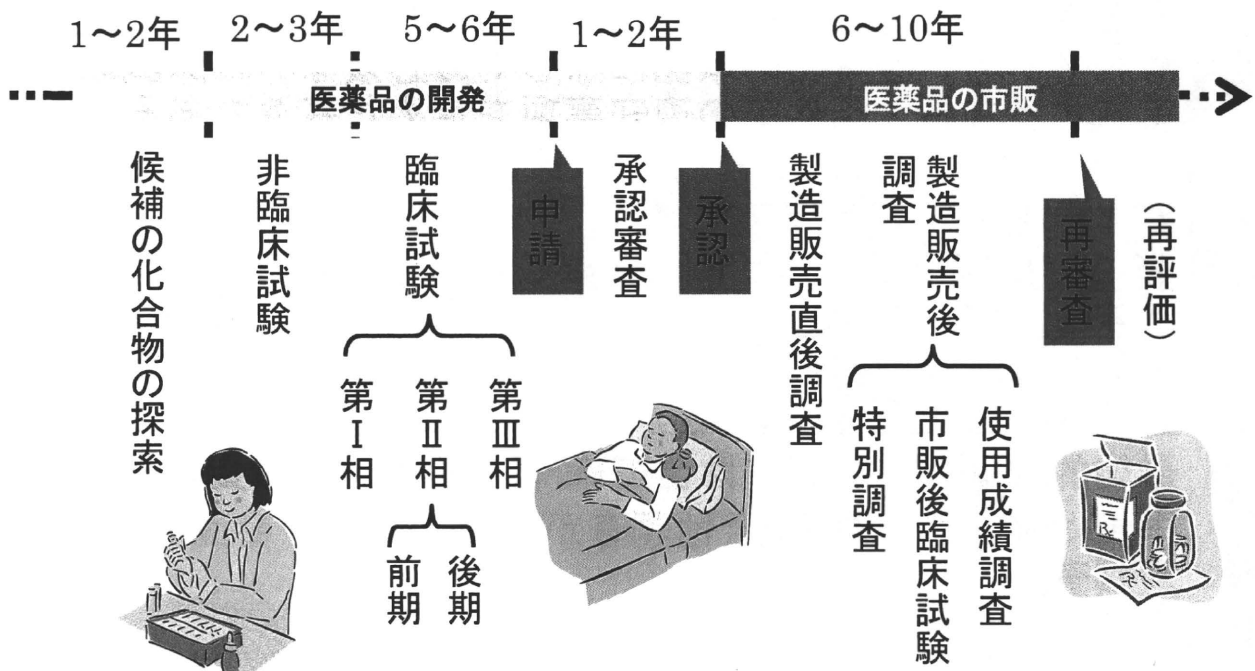 1～2年
2～3年
5～6年
1～2年
6～10年
医薬品の開発
医薬品の市販
候補の化合物の探索
非臨床試験
臨床試験
申請
承認審査
承認
製造販売直後調査
製造販売後
調査
再審査
（再評価）
第Ⅰ相
第Ⅱ相
第Ⅲ相
前期
後期
特別調査
市販後臨床試験
使用成績調査
Rx
Rx